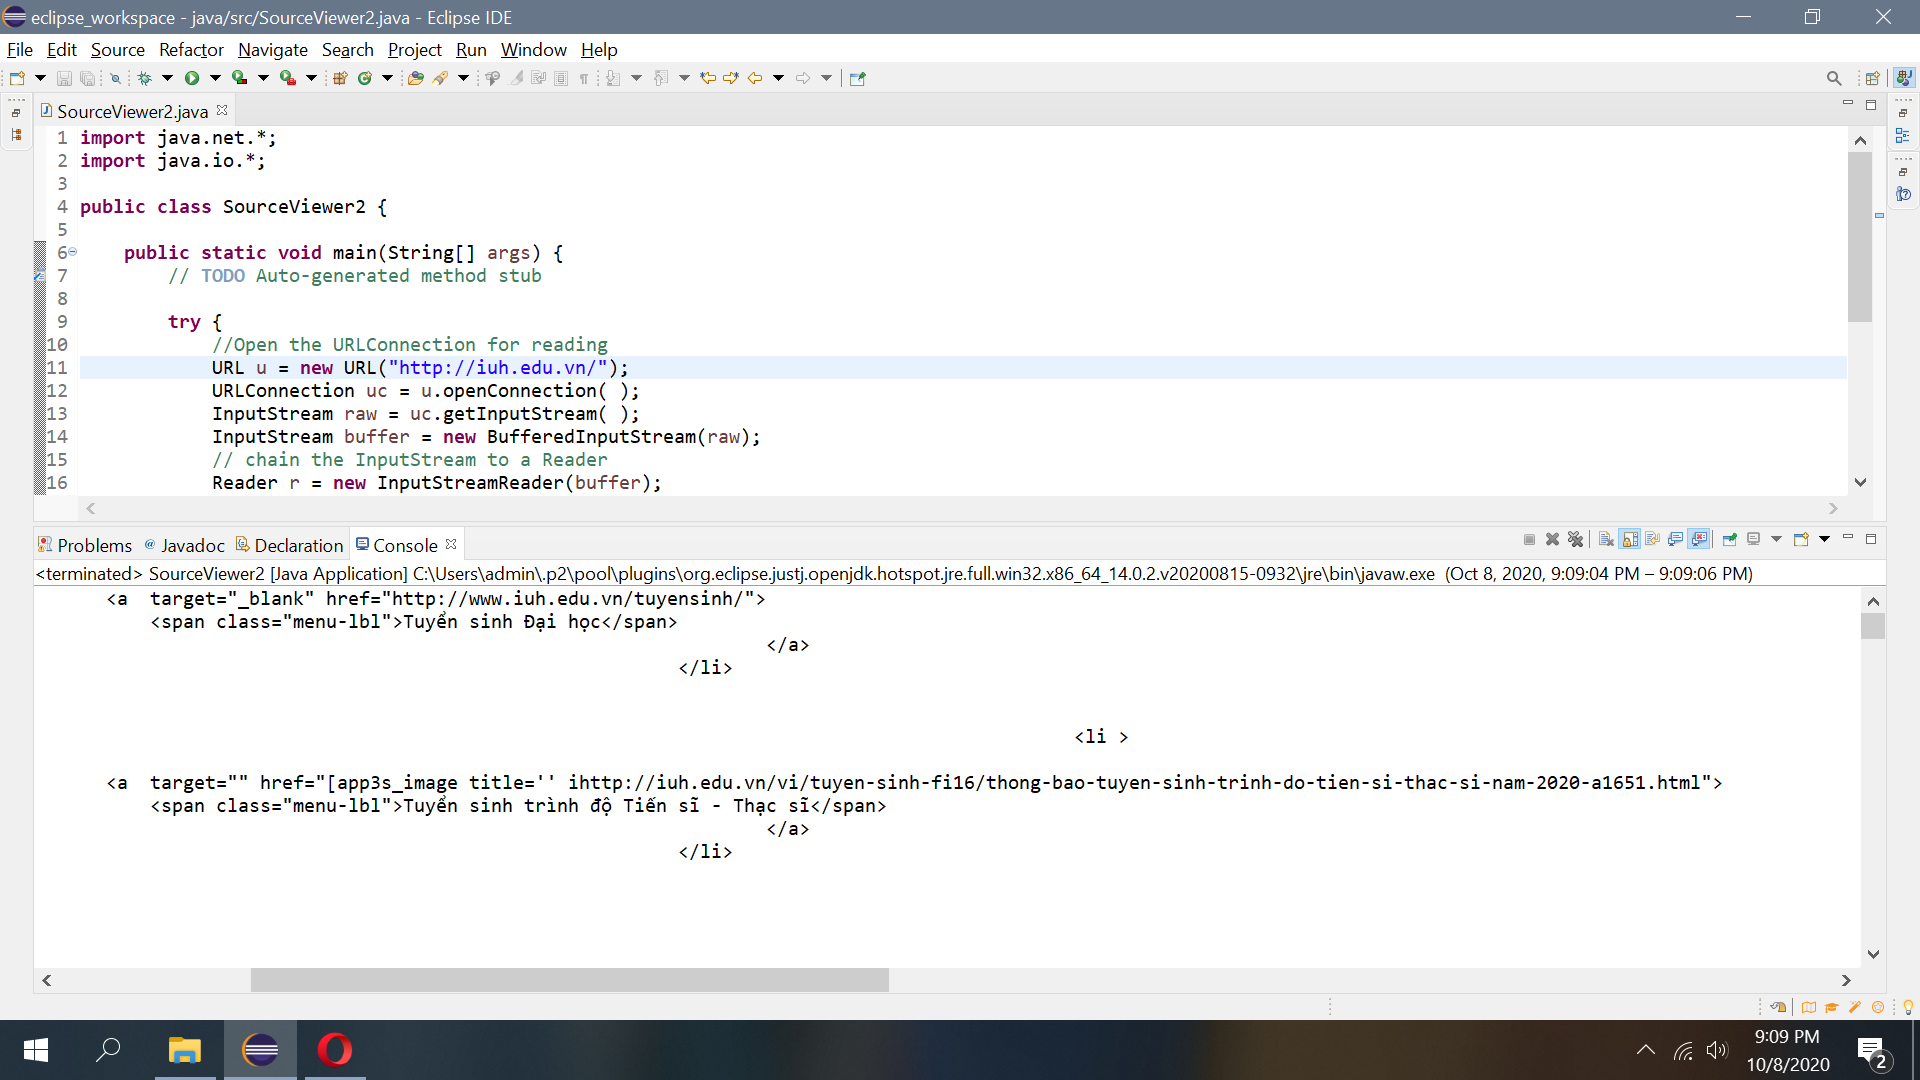 eclipse_workspace - java/src/SourceViewer2.java - Eclipse IDE
File Edit Source Refactor Navigate Search Project Run Window Help
SourceViewer2.java
1 import java.net.*;
2 import java.io.*;
3
4 public class SourceViewer2 {
5
6     public static void main(String[] args) {
7         // TODO Auto-generated method stub
8
9         try {
10             //Open the URLConnection for reading
11             URL u = new URL("http://iuh.edu.vn/");
12             URLConnection uc = u.openConnection( );
13             InputStream raw = uc.getInputStream( );
14             InputStream buffer = new BufferedInputStream(raw);
15             // chain the InputStream to a Reader
16             Reader r = new InputStreamReader(buffer);
Problems @ Javadoc Declaration Console
<terminated> SourceViewer2 [Java Application] C:\Users\admin\.p2\pool\plugins\org.eclipse.justj.openjdk.hotspot.jre.full.win32.x86_64_14.0.2.v20200815-0932\jre\bin\javaw.exe (Oct 8, 2020, 9:09:04 PM – 9:09:06 PM)
<a  target="_blank" href="http://www.iuh.edu.vn/tuyensinh/">
<span class="menu-lbl">Tuyển sinh Đại học</span>
</a>
</li>
<li >
<a  target="" href="[app3s_image title='' ihttp://iuh.edu.vn/vi/tuyen-sinh-fi16/thong-bao-tuyen-sinh-trinh-do-tien-si-thac-si-nam-2020-a1651.html">
<span class="menu-lbl">Tuyển sinh trình độ Tiến sĩ - Thạc sĩ</span>
</a>
</li>
9:09 PM
10/8/2020
2